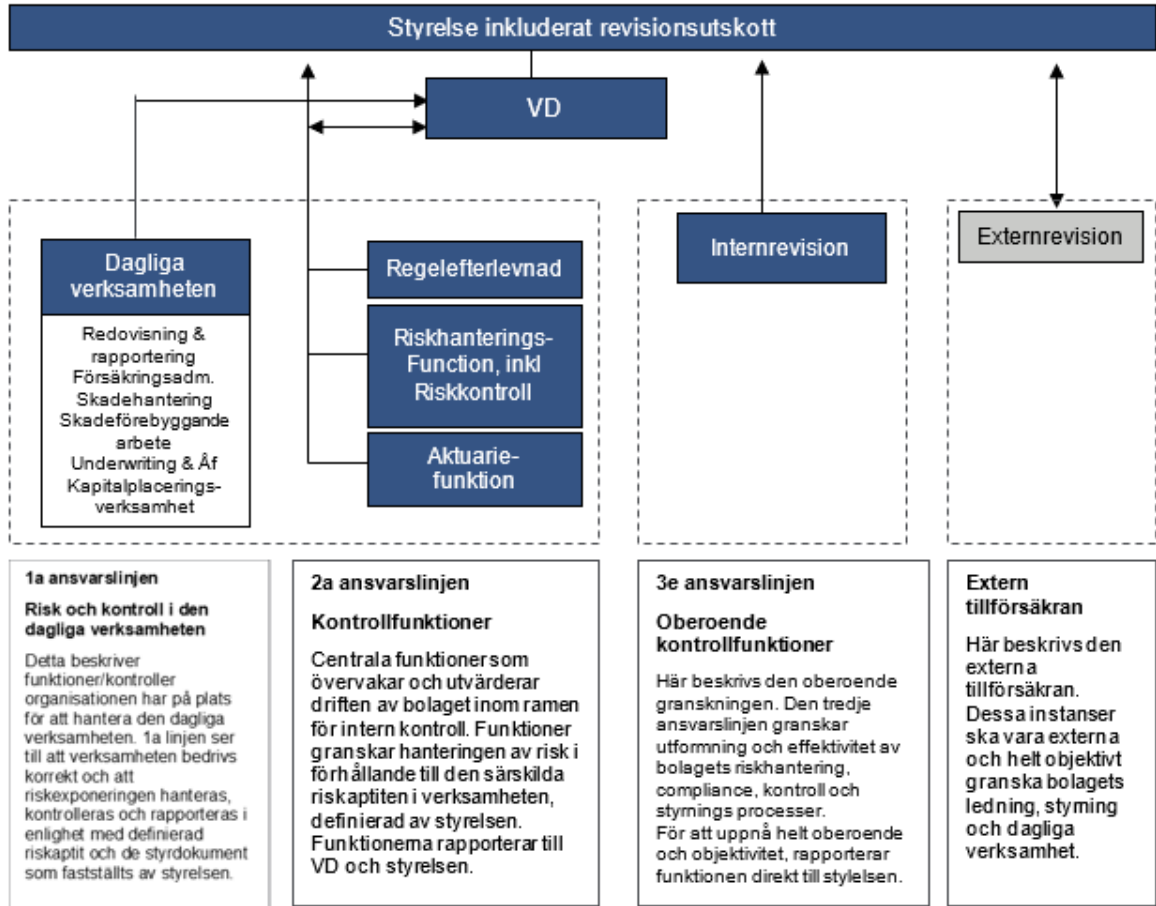 Styrelse inkluderat revisionsutskott
VD
Dagliga
verksamheten
Redovisning &
rapportering
Försäkringsadm.
Skadehantering
Skadeförebyggande
arbete
Underwriting & Åf
Kapitalplacerings-
verksamhet
Regelefterlevnad
Riskhanterings-
Function, inkl
Riskkontroll
Aktuarie-
funktion
Internrevision
Externrevision
1a ansvarslinjen
Risk och kontroll i den
dagliga verksamheten
Detta beskriver
funktioner/kontroller
organisationen har på plats
för att hantera den dagliga
verksamheten. 1a linjen ser
till att verksamheten bedrivs
korrekt och att
riskexponeringen hanteras,
kontrolleras och rapporteras i
enlighet med definierad
riskaptit och de styrdokument
som fastställts av styrelsen.
2a ansvarslinjen
Kontrollfunktioner
Centrala funktioner som
övervakar och utvärderar
driften av bolaget inom ramen
för intern kontroll. Funktioner
granskar hanteringen av risk i
förhållande till den särskilda
riskaptiten i verksamheten,
definierad av styrelsen.
Funktionerna rapporterar till
VD och styrelsen.
3e ansvarslinjen
Oberoende
kontrollfunktioner
Här beskrivs den oberoende
granskningen. Den tredje
ansvarslinjen granskar
utformning och effektivitet av
bolagets riskhantering,
compliance, kontroll och
styrnings processer.
För att uppnå helt oberoende
och objektivitet, rapporterar
funktionen direkt till stylelsen.
Extern
tillförsäkran
Här beskrivs den
externa
tillförsäkran.
Dessa instanser
ska vara externa
och helt objektivt
granska bolagets
ledning, styrning
och dagliga
verksamhet.